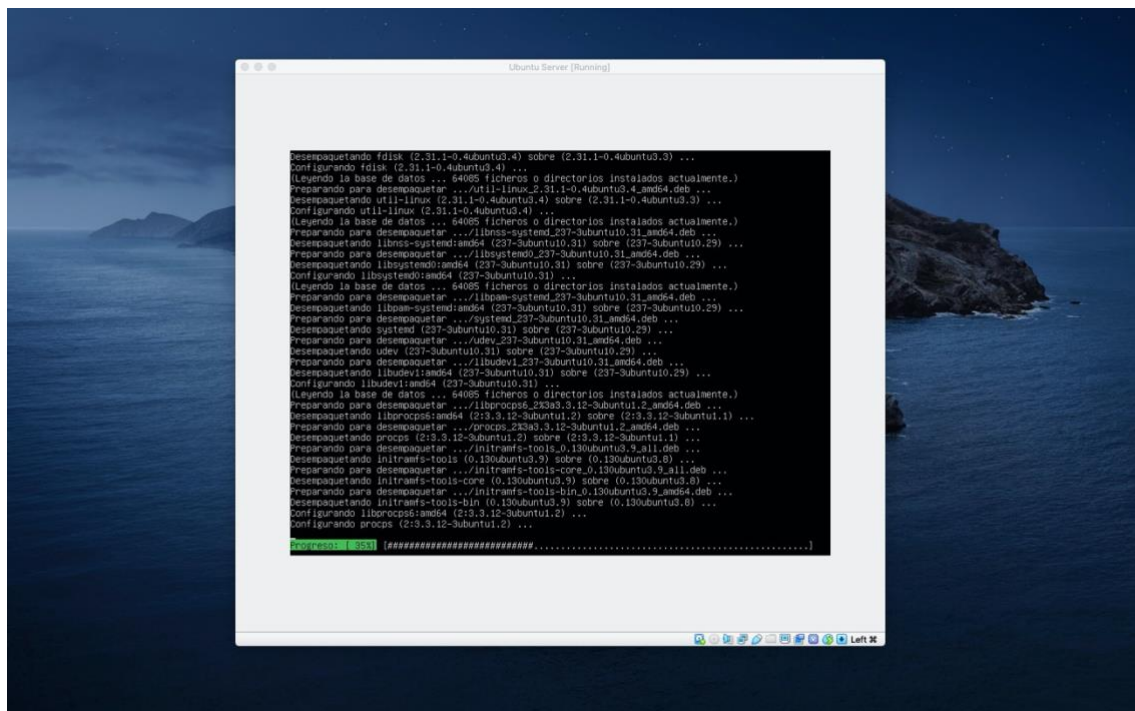 Ubuntu Server [Running]
Desempaquetando fdisk (2.31.1-0.4ubuntu3.4) sobre (2.31.1-0.4ubuntu3.3) ...
Configurando fdisk (2.31.1-0.4ubuntu3.4) ...
(Leyendo la base de datos ... 64085 ficheros o directorios instalados actualmente.)
Preparando para desempaquetar .../util-linux_2.31.1-0.4ubuntu3.4_amd64.deb ...
Desempaquetando util-linux (2.31.1-0.4ubuntu3.4) sobre (2.31.1-0.4ubuntu3.3) ...
Configurando util-linux (2.31.1-0.4ubuntu3.4) ...
(Leyendo la base de datos ... 64085 ficheros o directorios instalados actualmente.)
Preparando para desempaquetar .../libnss-systemd_237-3ubuntu10.31_amd64.deb ...
Desempaquetando libnss-systemd:amd64 (237-3ubuntu10.31) sobre (237-3ubuntu10.29) ...
Preparando para desempaquetar .../libsystemd0_237-3ubuntu10.31_amd64.deb ...
Desempaquetando libsystemd0:amd64 (237-3ubuntu10.31) sobre (237-3ubuntu10.29) ...
Configurando libsystemd0:amd64 (237-3ubuntu10.31) ...
(Leyendo la base de datos ... 64085 ficheros o directorios instalados actualmente.)
Preparando para desempaquetar .../libpam-systemd_237-3ubuntu10.31_amd64.deb ...
Desempaquetando libpam-systemd:amd64 (237-3ubuntu10.31) sobre (237-3ubuntu10.29) ...
Preparando para desempaquetar .../systemd_237-3ubuntu10.31_amd64.deb ...
Desempaquetando systemd (237-3ubuntu10.31) sobre (237-3ubuntu10.29) ...
Preparando para desempaquetar .../udev_237-3ubuntu10.31_amd64.deb ...
Desempaquetando udev (237-3ubuntu10.31) sobre (237-3ubuntu10.29) ...
Preparando para desempaquetar .../libudev1_237-3ubuntu10.31_amd64.deb ...
Desempaquetando libudev1:amd64 (237-3ubuntu10.31) sobre (237-3ubuntu10.29) ...
Configurando libudev1:amd64 (237-3ubuntu10.31) ...
(Leyendo la base de datos ... 64085 ficheros o directorios instalados actualmente.)
Preparando para desempaquetar .../libprocps6_2%3a3.3.12-3ubuntu1.2_amd64.deb ...
Desempaquetando libprocps6:amd64 (2:3.3.12-3ubuntu1.2) sobre (2:3.3.12-3ubuntu1.1) ...
Preparando para desempaquetar .../procps_2%3a3.3.12-3ubuntu1.2_amd64.deb ...
Desempaquetando procps (2:3.3.12-3ubuntu1.2) sobre (2:3.3.12-3ubuntu1.1) ...
Preparando para desempaquetar .../initramfs-tools_0.130ubuntu3.9_all.deb ...
Desempaquetando initramfs-tools (0.130ubuntu3.9) sobre (0.130ubuntu3.8) ...
Preparando para desempaquetar .../initramfs-tools-core_0.130ubuntu3.9_all.deb ...
Desempaquetando initramfs-tools-core (0.130ubuntu3.9) sobre (0.130ubuntu3.8) ...
Preparando para desempaquetar .../initramfs-tools-bin_0.130ubuntu3.9_amd64.deb ...
Desempaquetando initramfs-tools-bin (0.130ubuntu3.9) sobre (0.130ubuntu3.8) ...
Configurando libprocps6:amd64 (2:3.3.12-3ubuntu1.2) ...
Configurando procps (2:3.3.12-3ubuntu1.2) ...
Progreso: [ 35%] [###########################....................................................]
Left ⌘